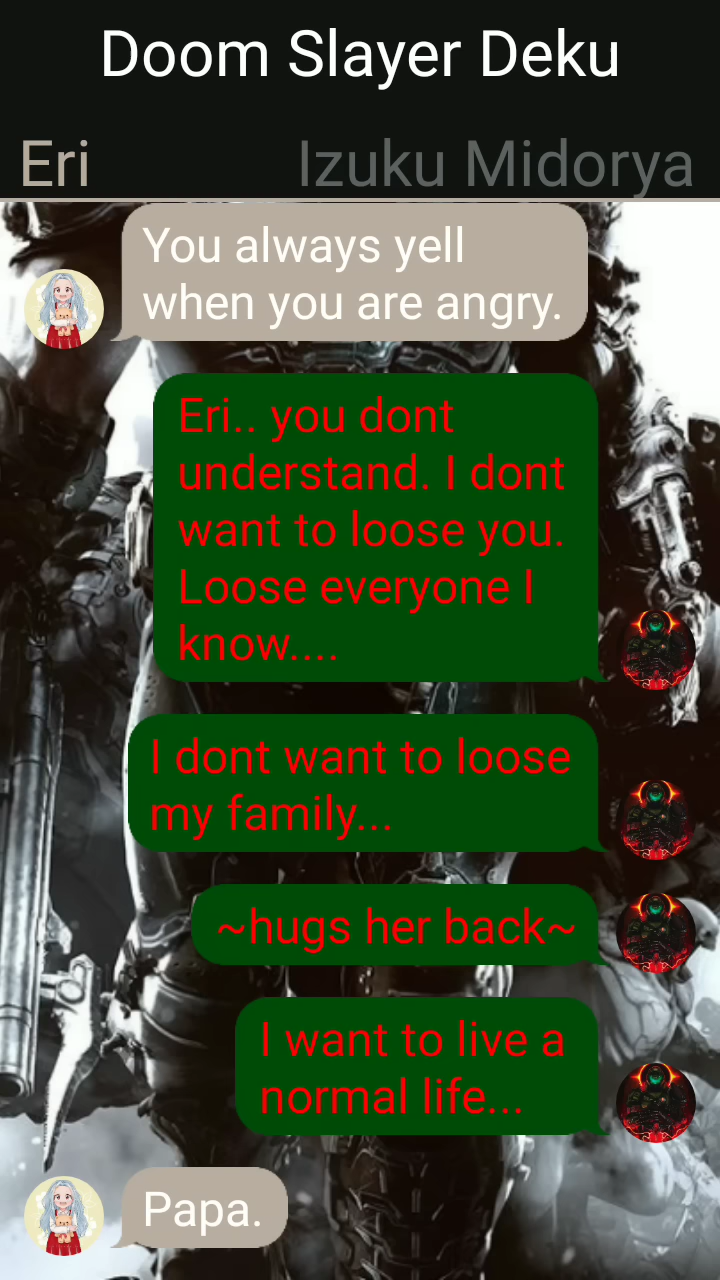 Doom Slayer Deku
Eri
Izuku Midorya
You always yell
when you are angry.
Eri.. you dont
understand. I dont
want to loose you.
Loose everyone I
know....
I dont want to loose
my family...
~hugs her back~
I want to live a
normal life...
Papa.